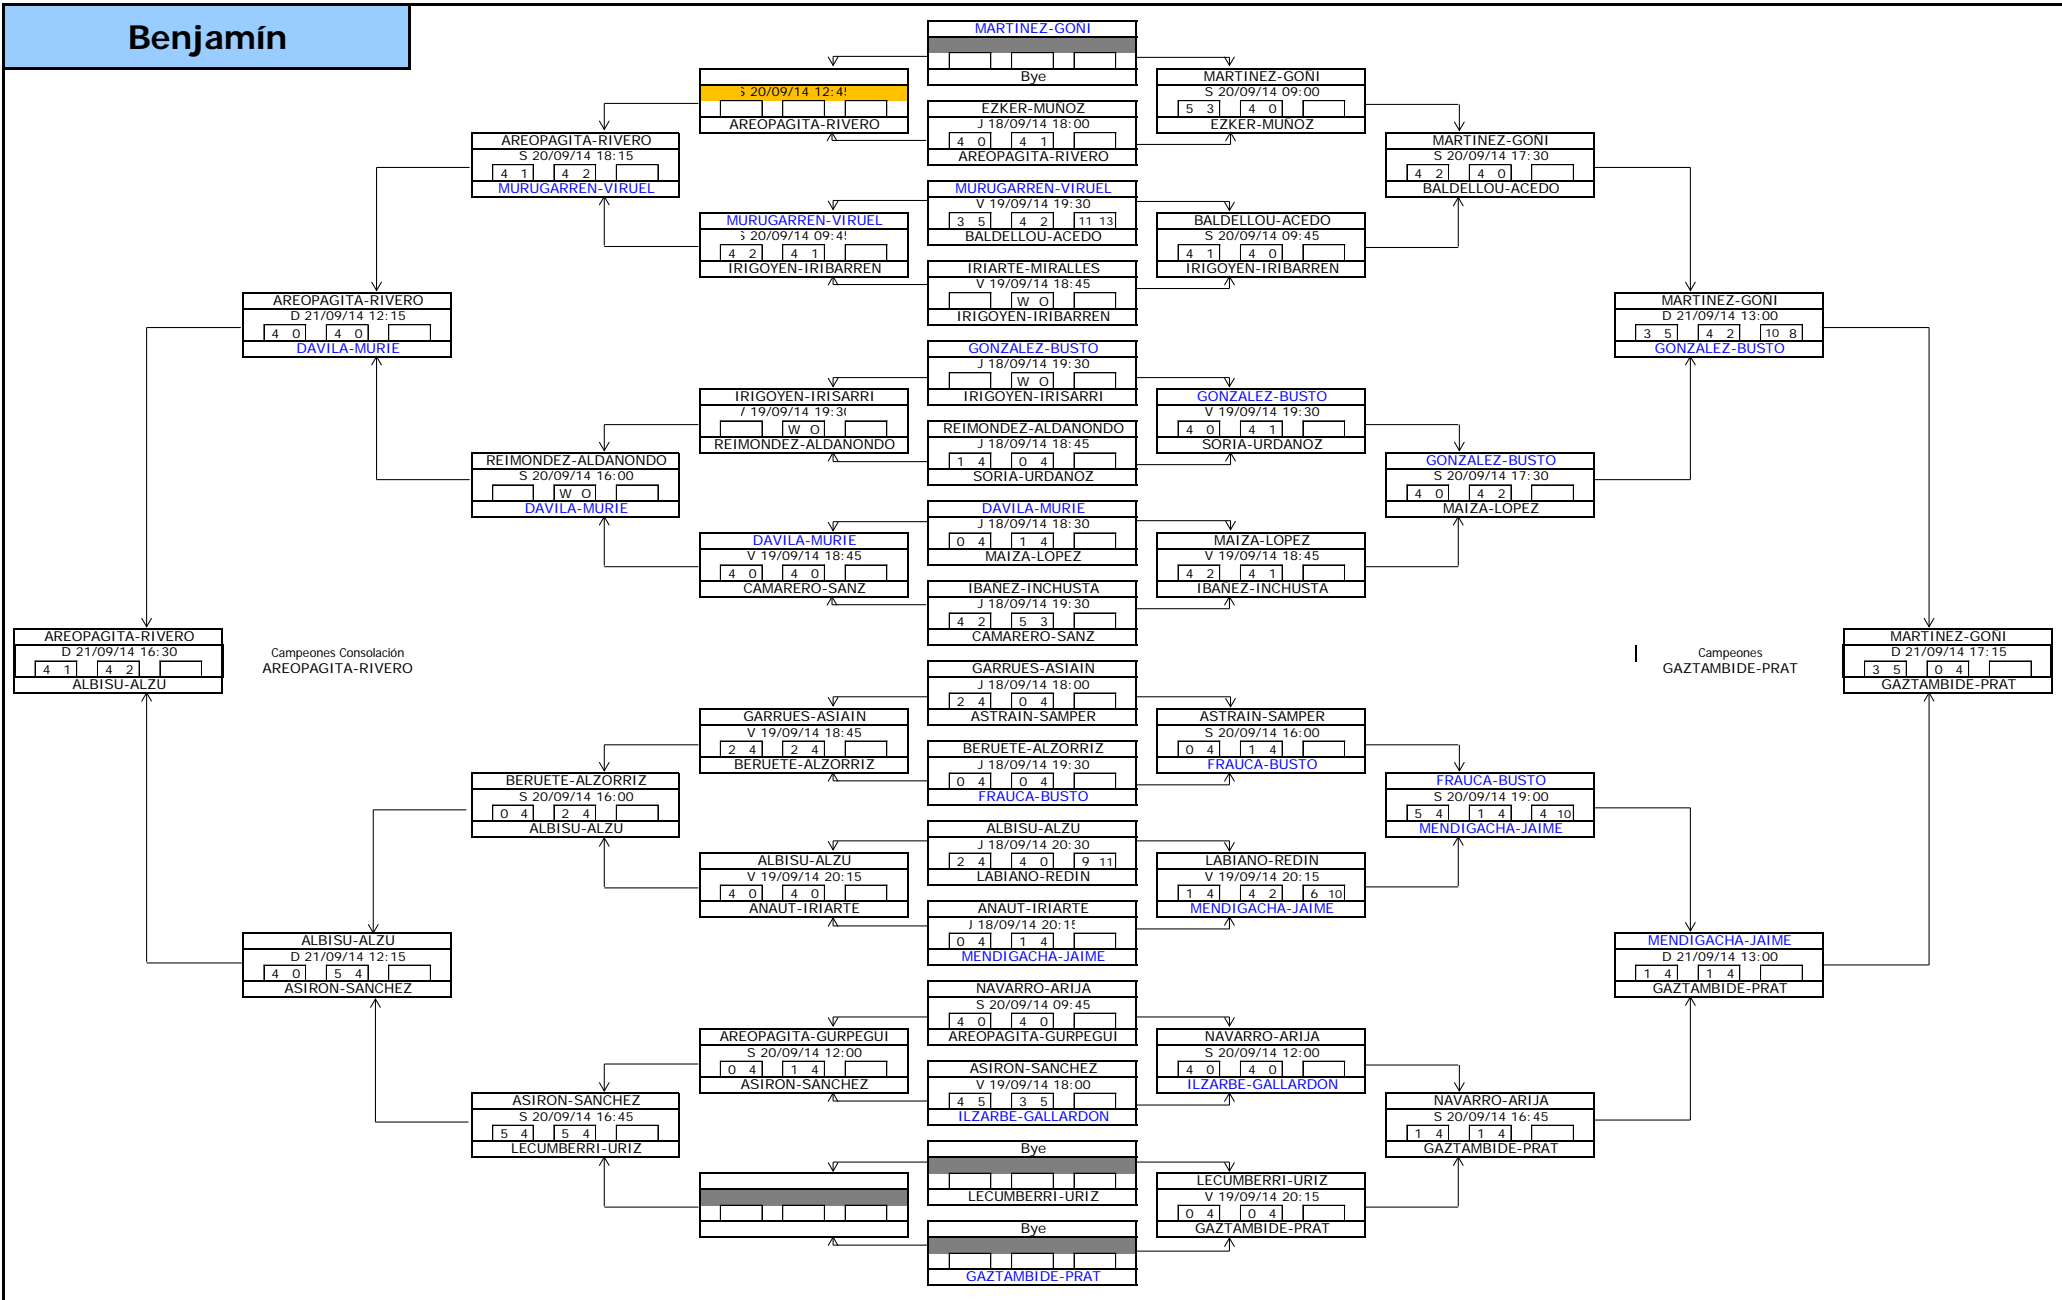 Benjamín
MARTINEZ-GOÑI
Bye
EZKER-MUÑOZ
J 18/09/14 18:00
4 0 4 1
AREOPAGITA-RIVERO
MURUGARREN-VIRUEL
V 19/09/14 19:30
3 5 4 2 11 13
BALDELLOU-ACEDO
IRIARTE-MIRALLES
V 19/09/14 18:45
W O
IRIGOYEN-IRIBARREN
GONZALEZ-BUSTO
J 18/09/14 19:30
W O
IRIGOYEN-IRISARRI
REIMONDEZ-ALDANONDO
J 18/09/14 18:45
1 4 0 4
SORIA-URDANOZ
DAVILA-MURIE
J 18/09/14 18:30
0 4 1 4
MAIZA-LOPEZ
IBAÑEZ-INCHUSTA
J 18/09/14 19:30
4 2 5 3
CAMARERO-SANZ
GARRUES-ASIAIN
J 18/09/14 18:00
2 4 0 4
ASTRAIN-SAMPER
BERUETE-ALZORRIZ
J 18/09/14 19:30
0 4 0 4
FRAUCA-BUSTO
ALBISU-ALZU
J 18/09/14 20:30
2 4 4 0 9 11
LABIANO-REDIN
ANAUT-IRIARTE
J 18/09/14 20:15
0 4 1 4
MENDIGACHA-JAIME
NAVARRO-ARIJA
S 20/09/14 09:45
4 0 4 0
AREOPAGITA-GURPEGUI
ASIRON-SANCHEZ
V 19/09/14 18:00
4 5 3 5
ILZARBE-GALLARDON
Bye
LECUMBERRI-URIZ
Bye
GAZTAMBIDE-PRAT
S 20/09/14 12:45
AREOPAGITA-RIVERO
MURUGARREN-VIRUEL
S 20/09/14 09:45
4 2 4 1
IRIGOYEN-IRIBARREN
IRIGOYEN-IRISARRI
V 19/09/14 19:30
W O
REIMONDEZ-ALDANONDO
DAVILA-MURIE
V 19/09/14 18:45
4 0 4 0
CAMARERO-SANZ
GARRUES-ASIAIN
V 19/09/14 18:45
2 4 2 4
BERUETE-ALZORRIZ
ALBISU-ALZU
V 19/09/14 20:15
4 0 4 0
ANAUT-IRIARTE
AREOPAGITA-GURPEGUI
S 20/09/14 12:00
0 4 1 4
ASIRON-SANCHEZ
AREOPAGITA-RIVERO
S 20/09/14 18:15
4 1 4 2
MURUGARREN-VIRUEL
REIMONDEZ-ALDANONDO
S 20/09/14 16:00
W O
DAVILA-MURIE
BERUETE-ALZORRIZ
S 20/09/14 16:00
0 4 2 4
ALBISU-ALZU
ASIRON-SANCHEZ
S 20/09/14 16:45
5 4 5 4
LECUMBERRI-URIZ
AREOPAGITA-RIVERO
D 21/09/14 12:15
4 0 4 0
DAVILA-MURIE
ALBISU-ALZU
D 21/09/14 12:15
4 0 5 4
ASIRON-SANCHEZ
AREOPAGITA-RIVERO
D 21/09/14 16:30
4 1 4 2
ALBISU-ALZU
Campeones Consolación
AREOPAGITA-RIVERO
MARTINEZ-GOÑI
S 20/09/14 09:00
5 3 4 0
EZKER-MUÑOZ
BALDELLOU-ACEDO
S 20/09/14 09:45
4 1 4 0
IRIGOYEN-IRIBARREN
GONZALEZ-BUSTO
V 19/09/14 19:30
4 0 4 1
SORIA-URDANOZ
MAIZA-LOPEZ
V 19/09/14 18:45
4 2 4 1
IBAÑEZ-INCHUSTA
ASTRAIN-SAMPER
S 20/09/14 16:00
0 4 1 4
FRAUCA-BUSTO
LABIANO-REDIN
V 19/09/14 20:15
1 4 4 2 6 10
MENDIGACHA-JAIME
NAVARRO-ARIJA
S 20/09/14 12:00
4 0 4 0
ILZARBE-GALLARDON
LECUMBERRI-URIZ
V 19/09/14 20:15
0 4 0 4
GAZTAMBIDE-PRAT
MARTINEZ-GOÑI
S 20/09/14 17:30
4 2 4 0
BALDELLOU-ACEDO
GONZALEZ-BUSTO
S 20/09/14 17:30
4 0 4 2
MAIZA-LOPEZ
FRAUCA-BUSTO
S 20/09/14 19:00
5 4 1 4 4 10
MENDIGACHA-JAIME
NAVARRO-ARIJA
S 20/09/14 16:45
1 4 1 4
GAZTAMBIDE-PRAT
MARTINEZ-GOÑI
D 21/09/14 13:00
3 5 4 2 10 8
GONZALEZ-BUSTO
MENDIGACHA-JAIME
D 21/09/14 13:00
1 4 1 4
GAZTAMBIDE-PRAT
Campeones
GAZTAMBIDE-PRAT
MARTINEZ-GOÑI
D 21/09/14 17:15
3 5 0 4
GAZTAMBIDE-PRAT